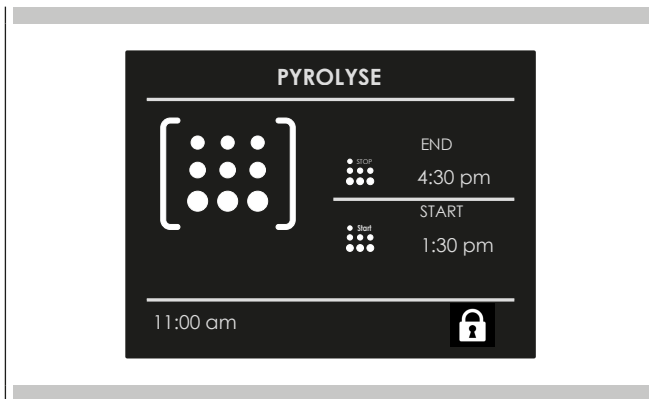 PYROLYSE
STOP
END
4:30 pm
Start
START
1:30 pm
11:00 am